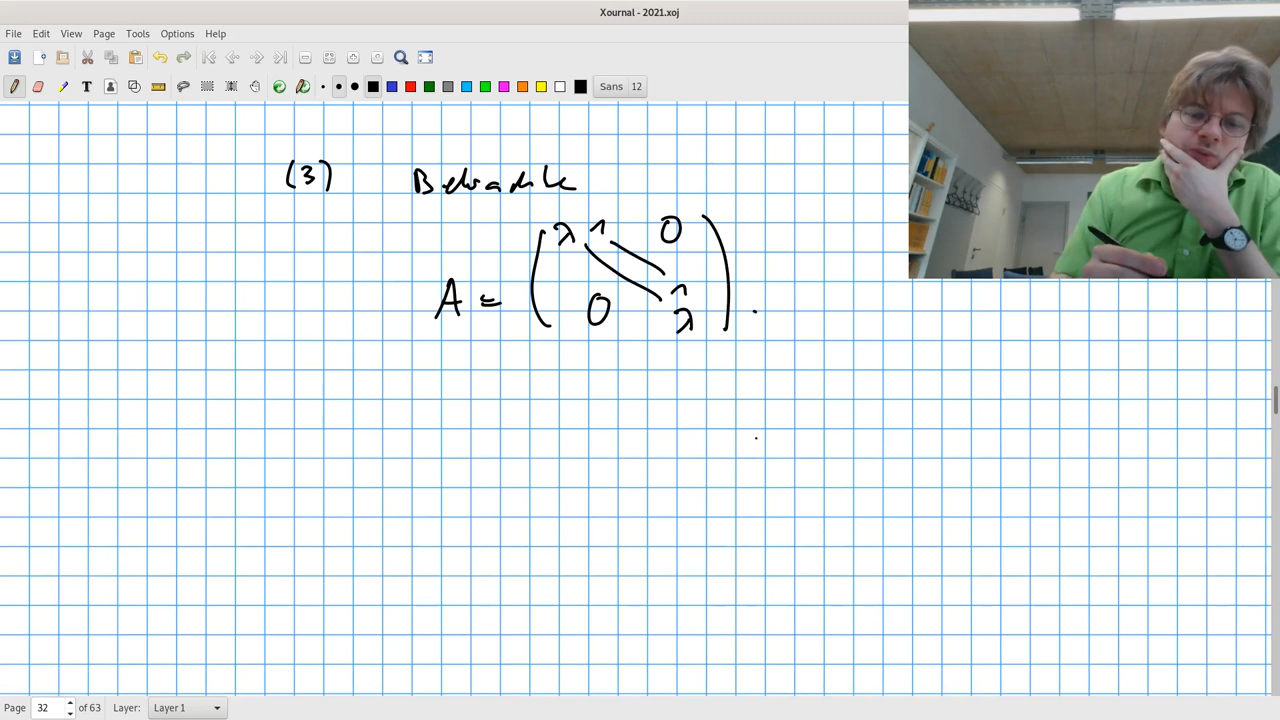 Xournal - 2021.xoj
File Edit View Page Tools Options Help
Sans 12
(3) Betrachte
λ 1 0
A = ( ) .
0 1
λ
Page 32 of 63 Layer: Layer 1